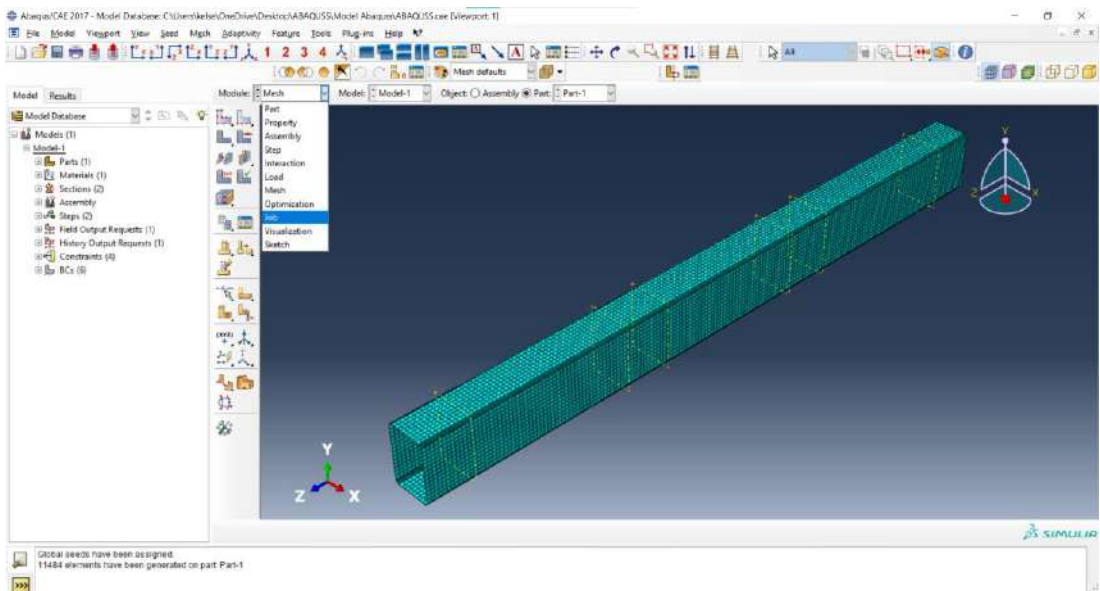 Abaqus/CAE 2017 - Model Database: C:\Users\kelse\OneDrive\Desktop\ABAQUSS\Model Abaquss\ABAQUSS.cae [Viewport: 1]
File Model Viewport View Seed Mesh Adaptivity Feature Tools Plug-ins Help
1 2 3 4 A All
Mesh defaults
Model Results Module: Mesh Model: Model-1 Object: Assembly Part: Part-1
Model Database
Models (1)
Model-1
Parts (1)
Materials (1)
Sections (2)
Assembly
Steps (2)
Field Output Requests (1)
History Output Requests (1)
Constraints (4)
BCs (6)
Part
Property
Assembly
Step
Interaction
Load
Mesh
Optimization
Job
Visualization
Sketch
Y
Z X
Y
Z X
SIMULIA
Global seeds have been assigned.
11484 elements have been generated on part: Part-1
>>>